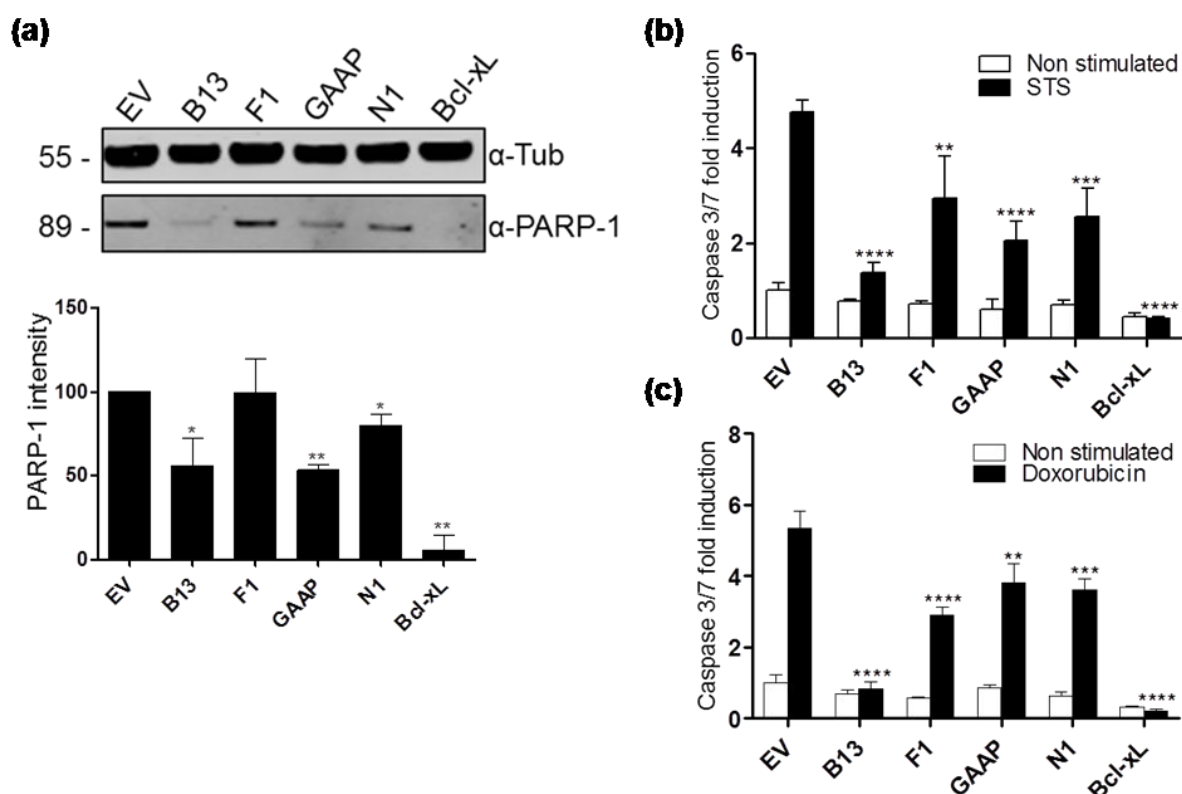 (a)
EV B13 F1 GAAP N1 Bcl-xL
55 - α-Tub
89 - α-PARP-1
PARP-1 intensity
150
100
50
0
* ** * **
EV B13 F1 GAAP N1 Bcl-xL
(b)
Caspase 3/7 fold induction
6
4
2
0
Non stimulated
STS
**** ** **** *** ****
EV B13 F1 GAAP N1 Bcl-xL
(c)
Caspase 3/7 fold induction
8
6
4
2
0
Non stimulated
Doxorubicin
**** **** ** *** ****
EV B13 F1 GAAP N1 Bcl-xL